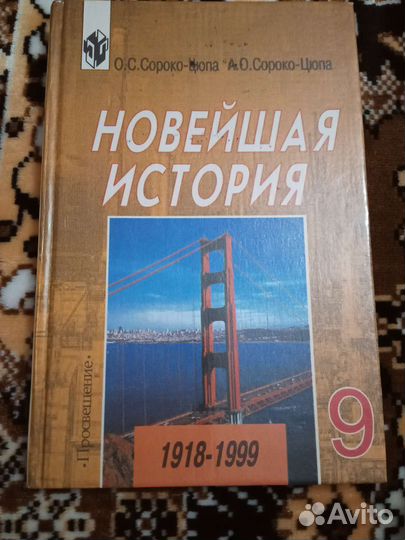 О.С.Сороко-Цюпа А.О.Сороко-Цюпа
НОВЕЙШАЯ
ИСТОРИЯ
•Просвещение•
1918-1999
9
Avito